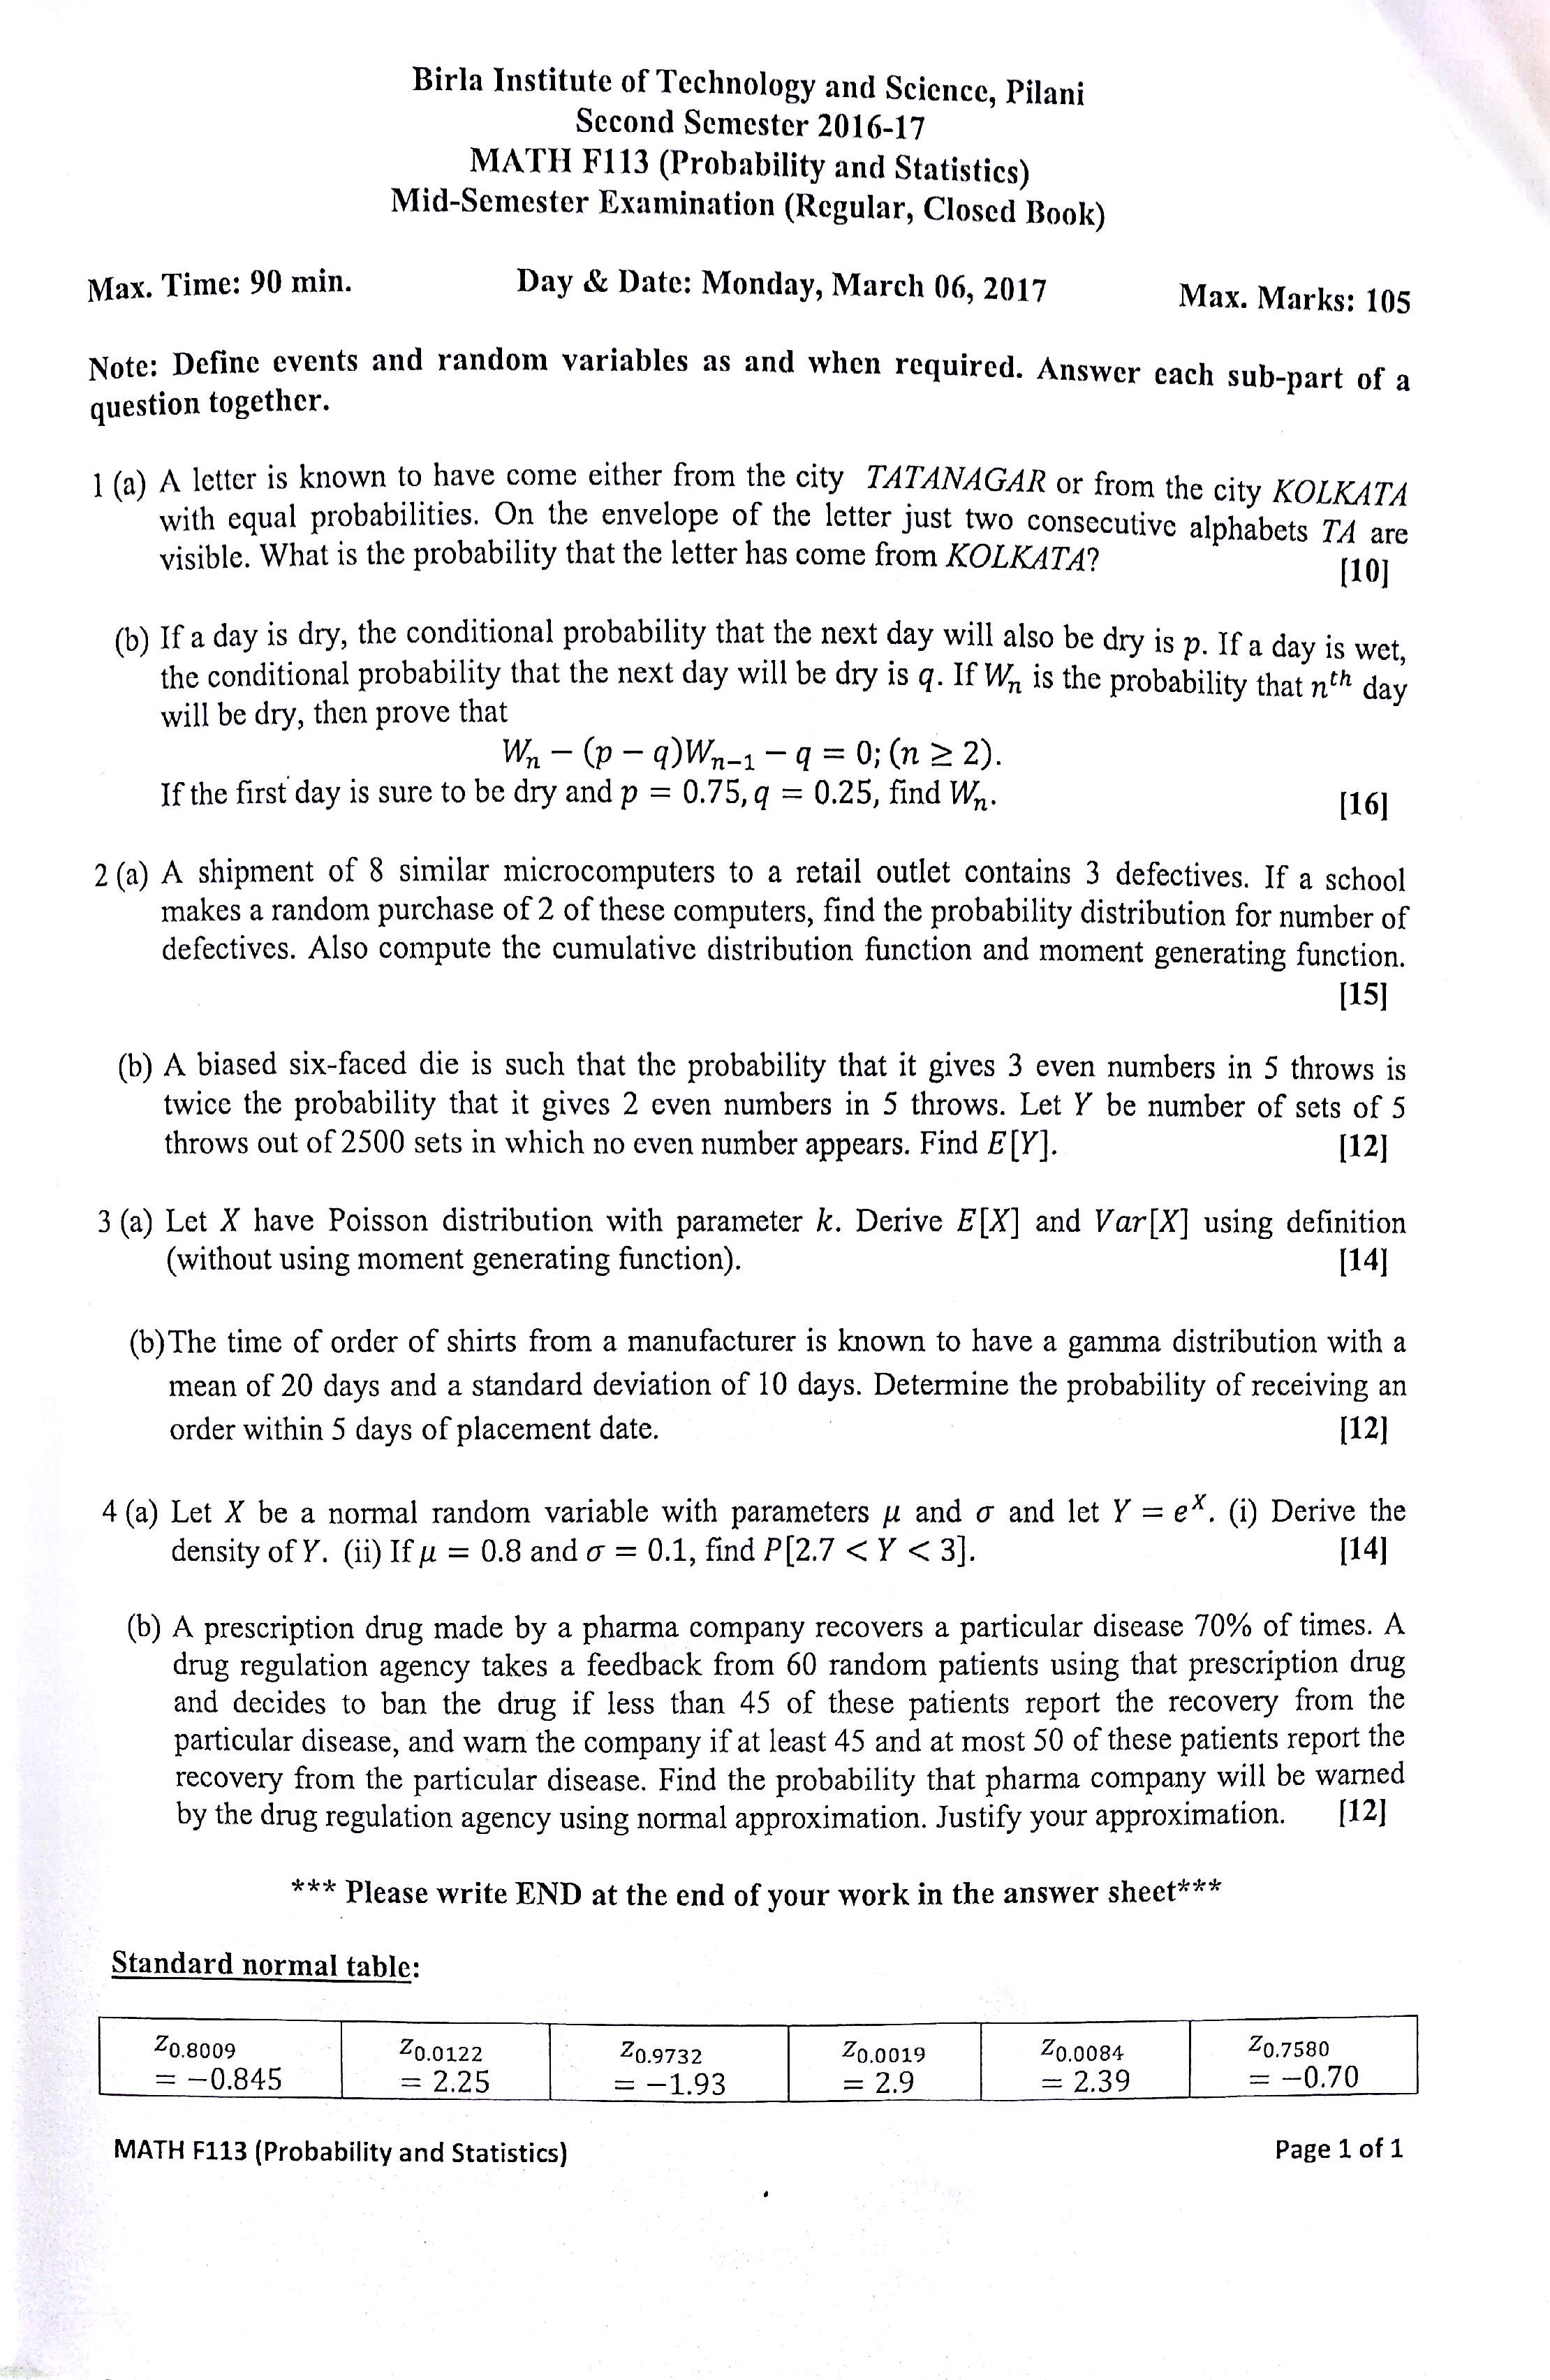 Birla Institute of Technology and Science, Pilani
Second Semester 2016-17
MATH F113 (Probability and Statistics)
Mid-Semester Examination (Regular, Closed Book)
Max. Time: 90 min. Day & Date: Monday, March 06, 2017 Max. Marks: 105
Note: Define events and random variables as and when required. Answer each sub-part of a
question together.
1 (a) A letter is known to have come either from the city TATANAGAR or from the city KOLKATA
with equal probabilities. On the envelope of the letter just two consecutive alphabets TA are
visible. What is the probability that the letter has come from KOLKATA? [10]
(b) If a day is dry, the conditional probability that the next day will also be dry is p. If a day is wet,
the conditional probability that the next day will be dry is q. If Wₙ is the probability that nᵗʰ day
will be dry, then prove that
Wₙ − (p − q)Wₙ₋₁ − q = 0; (n ≥ 2).
If the first day is sure to be dry and p = 0.75, q = 0.25, find Wₙ. [16]
2 (a) A shipment of 8 similar microcomputers to a retail outlet contains 3 defectives. If a school
makes a random purchase of 2 of these computers, find the probability distribution for number of
defectives. Also compute the cumulative distribution function and moment generating function.
[15]
(b) A biased six-faced die is such that the probability that it gives 3 even numbers in 5 throws is
twice the probability that it gives 2 even numbers in 5 throws. Let Y be number of sets of 5
throws out of 2500 sets in which no even number appears. Find E[Y]. [12]
3 (a) Let X have Poisson distribution with parameter k. Derive E[X] and Var[X] using definition
(without using moment generating function). [14]
(b)The time of order of shirts from a manufacturer is known to have a gamma distribution with a
mean of 20 days and a standard deviation of 10 days. Determine the probability of receiving an
order within 5 days of placement date. [12]
4 (a) Let X be a normal random variable with parameters μ and σ and let Y = eˣ. (i) Derive the
density of Y. (ii) If μ = 0.8 and σ = 0.1, find P[2.7 < Y < 3]. [14]
(b) A prescription drug made by a pharma company recovers a particular disease 70% of times. A
drug regulation agency takes a feedback from 60 random patients using that prescription drug
and decides to ban the drug if less than 45 of these patients report the recovery from the
particular disease, and warn the company if at least 45 and at most 50 of these patients report the
recovery from the particular disease. Find the probability that pharma company will be warned
by the drug regulation agency using normal approximation. Justify your approximation. [12]
*** Please write END at the end of your work in the answer sheet***
Standard normal table:
z0.8009 z0.0122 z0.9732 z0.0019 z0.0084 z0.7580
= −0.845 = 2.25 = −1.93 = 2.9 = 2.39 = −0.70
MATH F113 (Probability and Statistics) Page 1 of 1